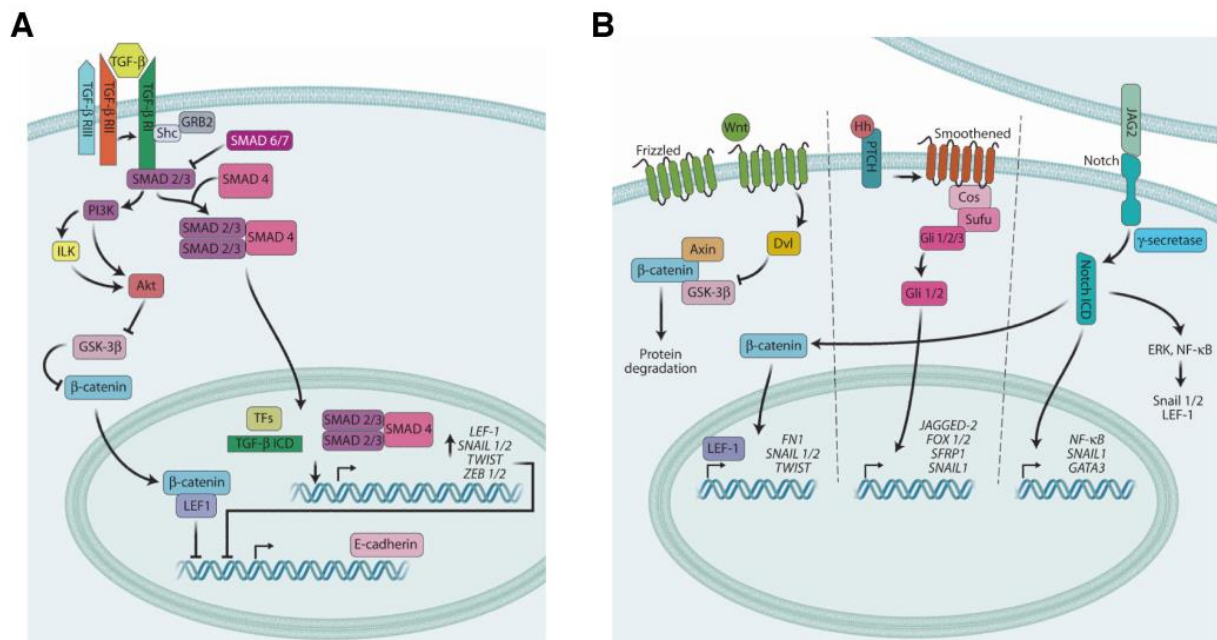 A
TGF-β
TGF-β RIII
TGF-β RII
TGF-β RI
Shc
GRB2
SMAD 6/7
SMAD 2/3
SMAD 4
PI3K
SMAD 2/3
SMAD 2/3
SMAD 4
ILK
Akt
GSK-3β
β-catenin
TFs
TGF-β ICD
SMAD 2/3
SMAD 2/3
SMAD 4
LEF-1
SNAIL 1/2
TWIST
ZEB 1/2
β-catenin
LEF1
E-cadherin
B
Wnt
Frizzled
Hh
PTCH
Smoothened
JAG2
Notch
Cos
Sufu
Gli 1/2/3
γ-secretase
Axin
β-catenin
GSK-3β
Dvl
Gli 1/2
Notch ICD
Protein
degradation
β-catenin
ERK, NF-κB
Snail 1/2
LEF-1
LEF-1
FN1
SNAIL 1/2
TWIST
JAGGED-2
FOX 1/2
SFRP1
SNAIL1
NF-κB
SNAIL1
GATA3